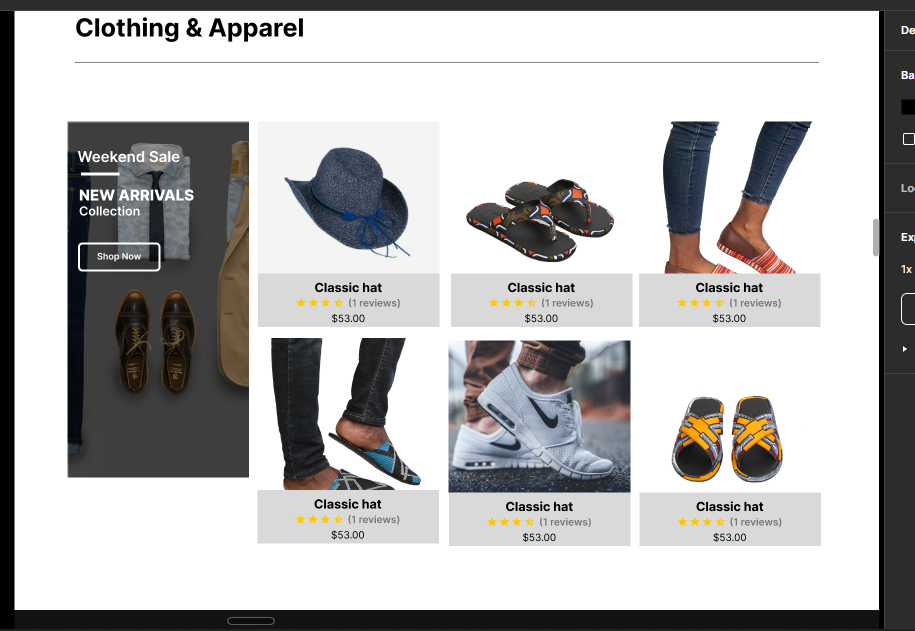 Clothing & Apparel
De
Ba
Lo
Exp
1x
Weekend Sale
NEW ARRIVALS
Collection
Shop Now
Classic hat
(1 reviews)
$53.00
Classic hat
(1 reviews)
$53.00
Classic hat
(1 reviews)
$53.00
Classic hat
(1 reviews)
$53.00
Classic hat
(1 reviews)
$53.00
Classic hat
(1 reviews)
$53.00